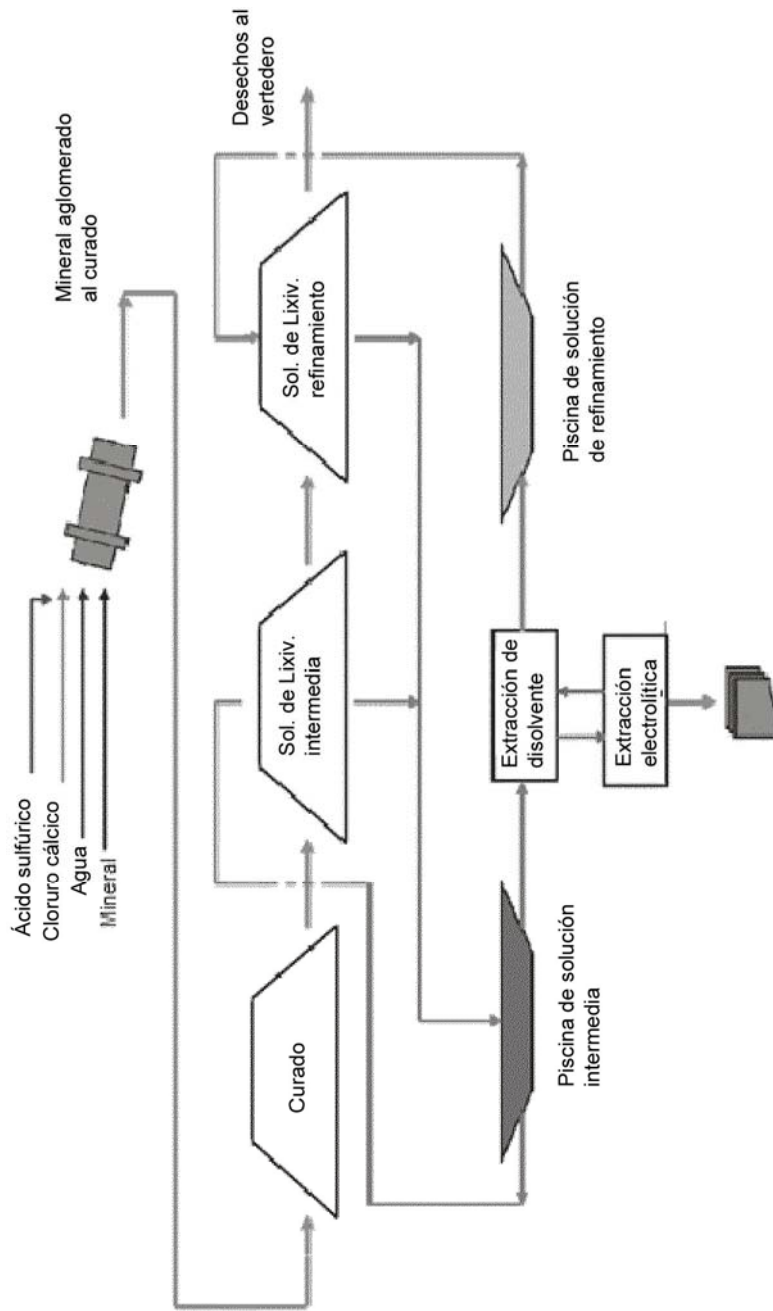 Ácido sulfúrico
Cloruro cálcico
Agua
Mineral
Mineral aglomerado
al curado
Curado
Sol. de Lixiv.
intermedia
Sol. de Lixiv.
refinamiento
Desechos al
vertedero
Piscina de solución
intermedia
Extracción de
disolvente
Extracción
electrolítica
Piscina de solución
de refinamiento